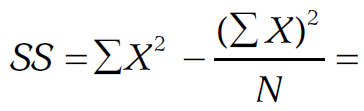 SS = ∑X² − (∑X)² / N =